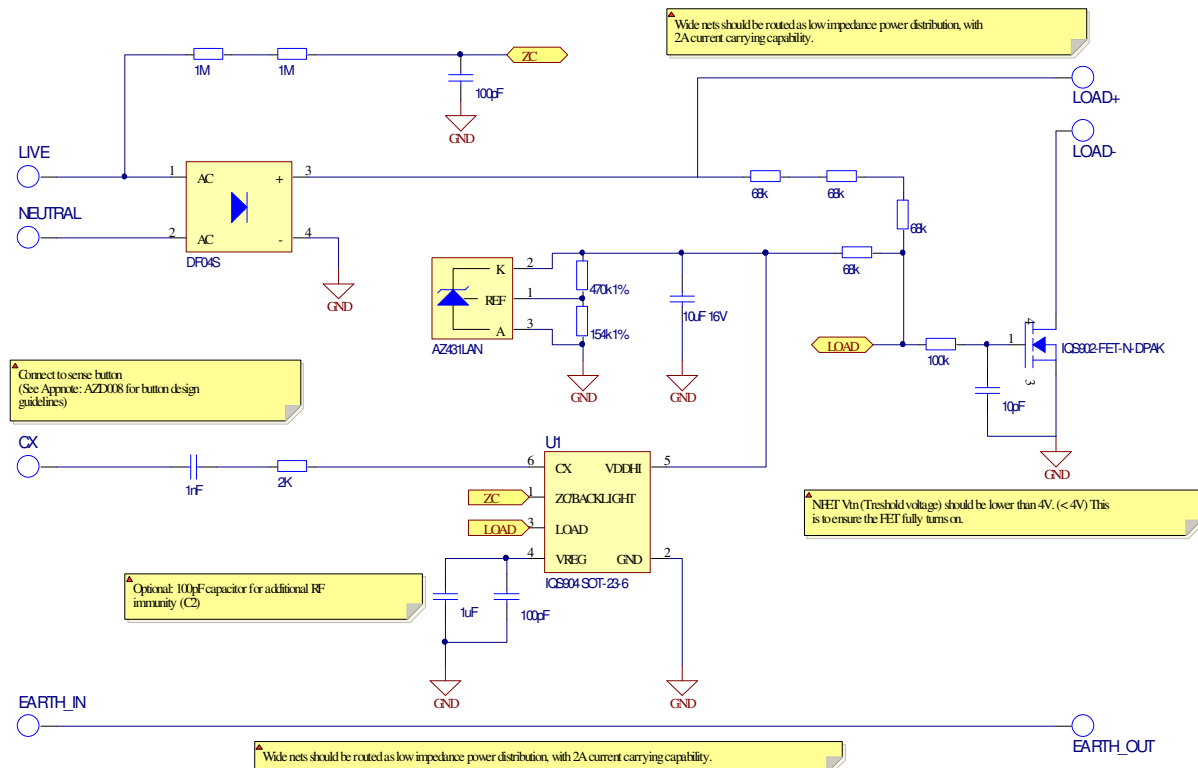 Wide nets should be routed as low impedance power distribution, with
2A current carrying capability.
1M
1M
ZC
100pF
GND
LOAD+
LOAD-
LIVE
1
AC
+
3
NEUTRAL
2
AC
-
4
DF04S
GND
68k
68k
68k
68k
K
2
REF
1
A
3
AZ431LAN
470k 1%
154k 1%
GND
10uF 16V
GND
LOAD
100k
1
4
3
IQS902-FET-N-DPAK
10pF
GND
Connect to sense button
(See Appnote: AZD008 for button design
guidelines)
CX
1nF
2K
U1
6
CX
VDDHI
5
ZC
1
ZC/BACKLIGHT
LOAD
3
LOAD
4
VREG
GND
2
IQS904 SOT-23-6
NFET Vtn (Treshold voltage) should be lower than 4V. (< 4V) This
is to ensure the FET fully turns on.
Optional: 100pF capacitor for additional RF
immunity (C2)
1uF
100pF
GND
GND
EARTH_IN
EARTH_OUT
Wide nets should be routed as low impedance power distribution, with 2A current carrying capability.